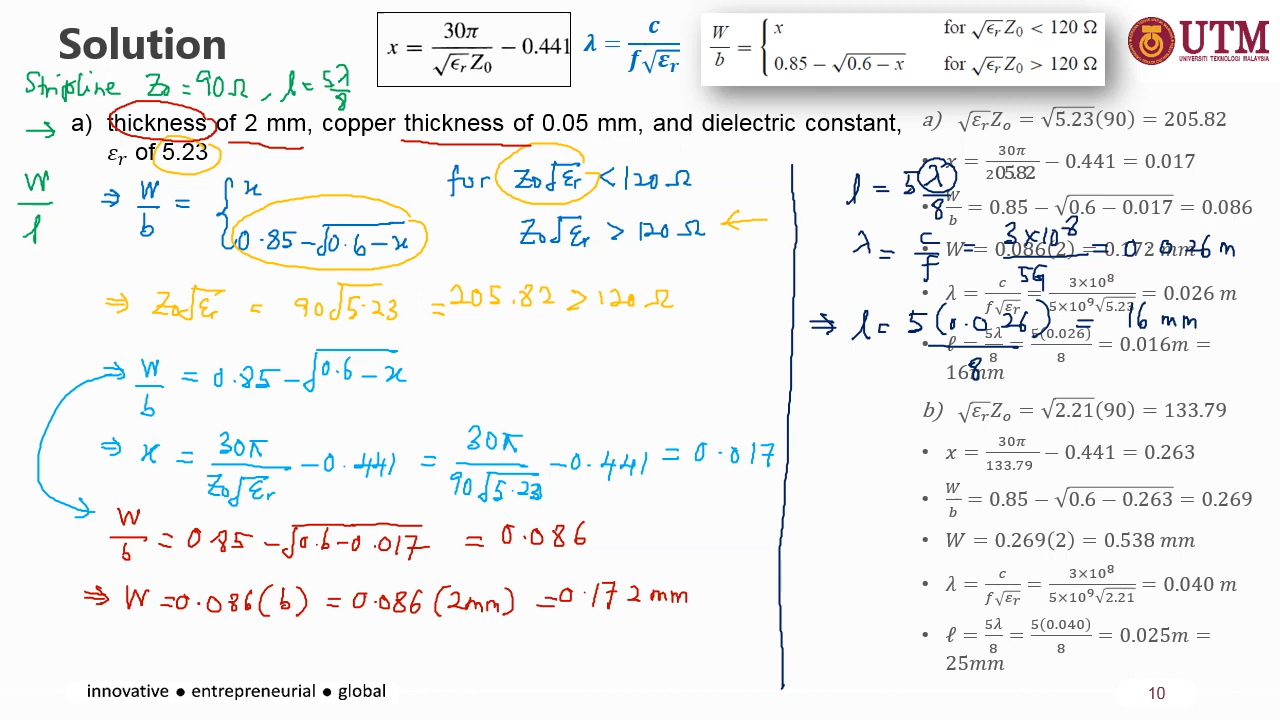 Solution
x = 30π / √ϵr Z0 − 0.441
λ = c / f√εr
W/b = { x for √ϵr Z0 < 120 Ω
0.85 − √0.6 − x for √ϵr Z0 > 120 Ω
UTM
UNIVERSITI TEKNOLOGI MALAYSIA
Stripline Z0 = 90 Ω, l = 5λ/8
→ a) thickness of 2 mm, copper thickness of 0.05 mm, and dielectric constant,
εr of 5.23
W
l
⇒ W/b = { x for Z0√εr < 120 Ω
0.85 − √0.6 − x Z0√εr > 120 Ω ←
⇒ Z0√εr = 90√5.23 = 205.82 > 120 Ω
⇒ W/b = 0.85 − √0.6 − x
⇒ x = 30π / Z0√εr − 0.441 = 30π / 90√5.23 − 0.441 = 0.017
W/b = 0.85 − √0.6−0.017 = 0.086
⇒ W = 0.086(b) = 0.086(2mm) = 0.172 mm
l = 5λ/8
λ = c/f = 3×10^8 / 5G = 0.026 m
⇒ l = 5(0.026) / 8 = 16 mm
a) √εr Zo = √5.23(90) = 205.82
• x = 30π/205.82 − 0.441 = 0.017
• W/b = 0.85 − √0.6 − 0.017 = 0.086
• W = 0.086(2) = 0.172 mm
• λ = c / f√εr = 3×10^8 / 5×10^9√5.23 = 0.026 m
• ℓ = 5λ/8 = 5(0.026)/8 = 0.016m =
16mm
b) √εr Zo = √2.21(90) = 133.79
• x = 30π/133.79 − 0.441 = 0.263
• W/b = 0.85 − √0.6 − 0.263 = 0.269
• W = 0.269(2) = 0.538 mm
• λ = c / f√εr = 3×10^8 / 5×10^9√2.21 = 0.040 m
• ℓ = 5λ/8 = 5(0.040)/8 = 0.025m =
25mm
innovative ● entrepreneurial ● global
10